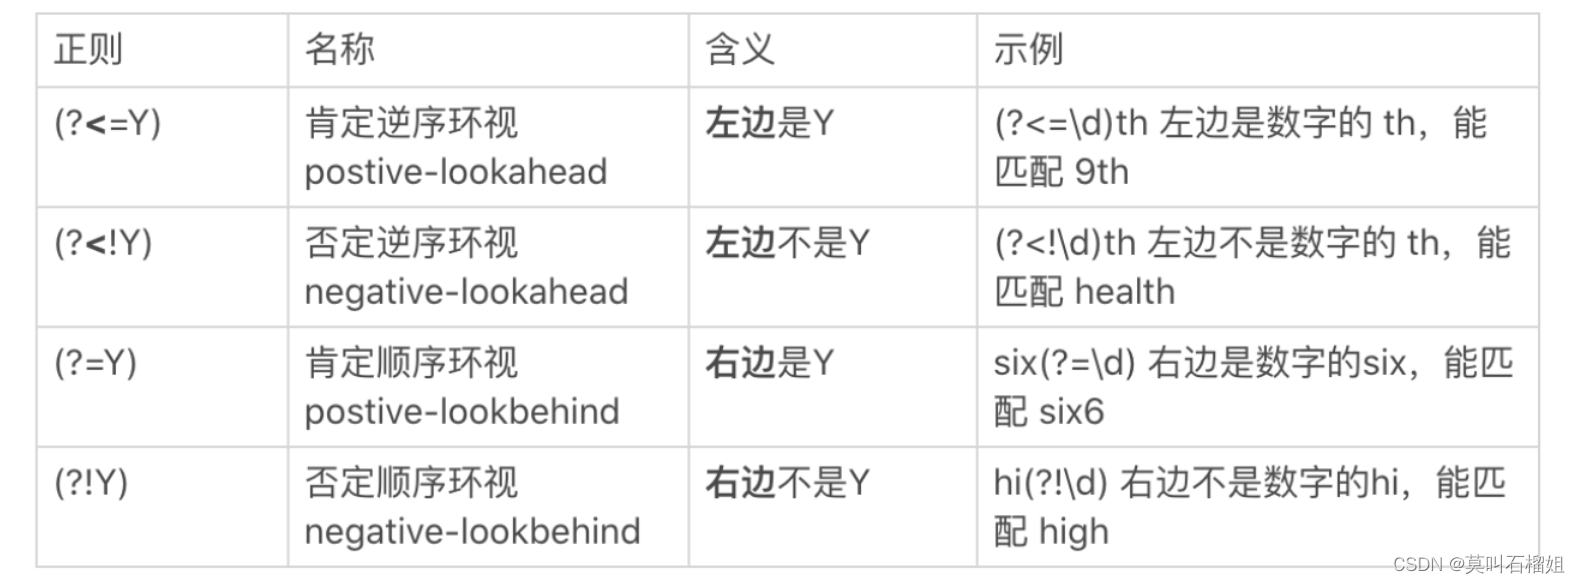 正则 名称 含义 示例
(?<=Y) 肯定逆序环视 左边是Y (?<=\d)th 左边是数字的 th，能
postive-lookahead 匹配 9th
(?<!Y) 否定逆序环视 左边不是Y (?<!\d)th 左边不是数字的 th，能
negative-lookahead 匹配 health
(?=Y) 肯定顺序环视 右边是Y six(?=\d) 右边是数字的six，能匹
postive-lookbehind 配 six6
(?!Y) 否定顺序环视 右边不是Y hi(?!\d) 右边不是数字的hi，能匹
negative-lookbehind 配 high
CSDN @莫叫石榴姐